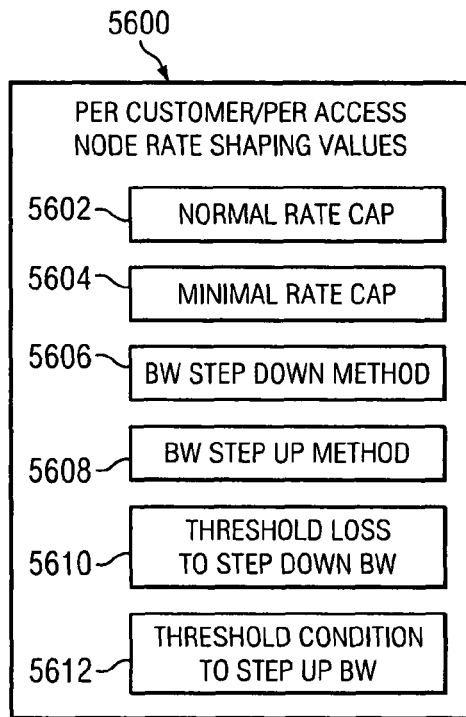 5600
PER CUSTOMER/PER ACCESS
NODE RATE SHAPING VALUES
5602
NORMAL RATE CAP
5604
MINIMAL RATE CAP
5606
BW STEP DOWN METHOD
5608
BW STEP UP METHOD
5610
THRESHOLD LOSS
TO STEP DOWN BW
5612
THRESHOLD CONDITION
TO STEP UP BW